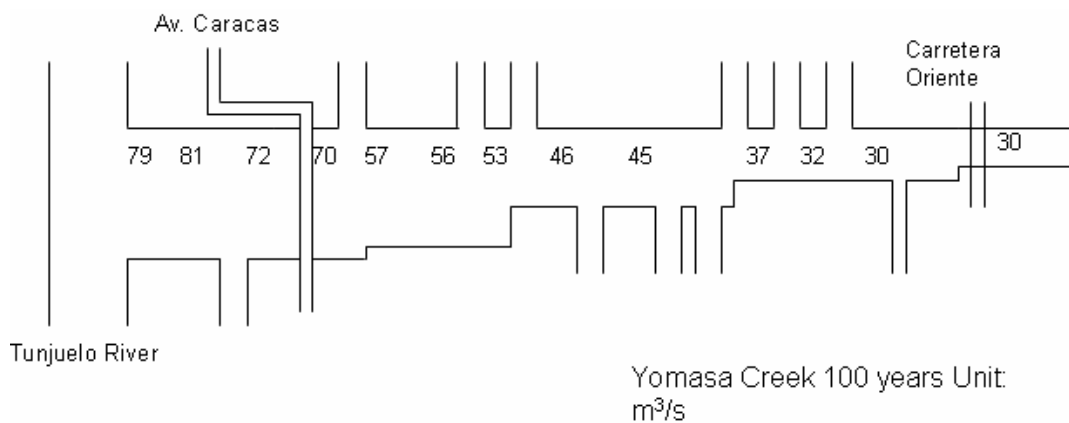 Av. Caracas
Carretera
Oriente
79 81 72 70 57 56 53 46 45 37 32 30 30
Tunjuelo River
Yomasa Creek 100 years Unit:
m³/s